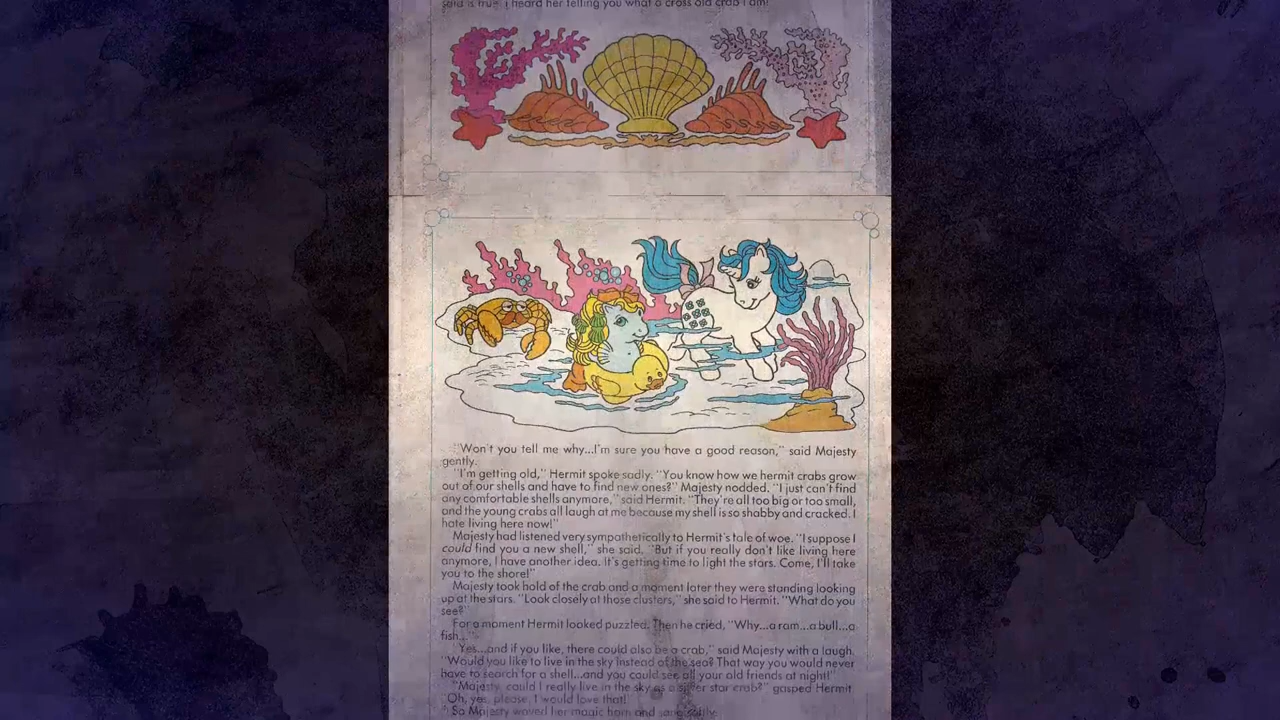 said is true. I heard her telling you what a cross old crab I am!
"Won't you tell me why...I'm sure you have a good reason," said Majesty
gently.
"I'm getting old," Hermit spoke sadly. "You know how we hermit crabs grow
out of our shells and have to find new ones?" Majesty nodded. "I just can't find
any comfortable shells anymore," said Hermit. "They're all too big or too small,
and the young crabs all laugh at me because my shell is so shabby and cracked. I
hate living here now!"
Majesty had listened very sympathetically to Hermit's tale of woe. "I suppose I
could find you a new shell," she said. "But if you really don't like living here
anymore, I have another idea. It's getting time to light the stars. Come, I'll take
you to the shore!"
Majesty took hold of the crab and a moment later they were standing looking
up at the stars. "Look closely at those clusters," she said to Hermit. "What do you
see?"
For a moment Hermit looked puzzled. Then he cried, "Why...a ram...a bull...a
fish..."
"Yes...and if you like, there could also be a crab," said Majesty with a laugh.
"Would you like to live in the sky instead of the sea? That way you would never
have to search for a shell...and you could see all your old friends at night!"
"Majesty, could I really live in the sky as a silver star crab?" gasped Hermit
"Oh, yes, please, I would love that!"
So Majesty waved her magic horn and sang softly